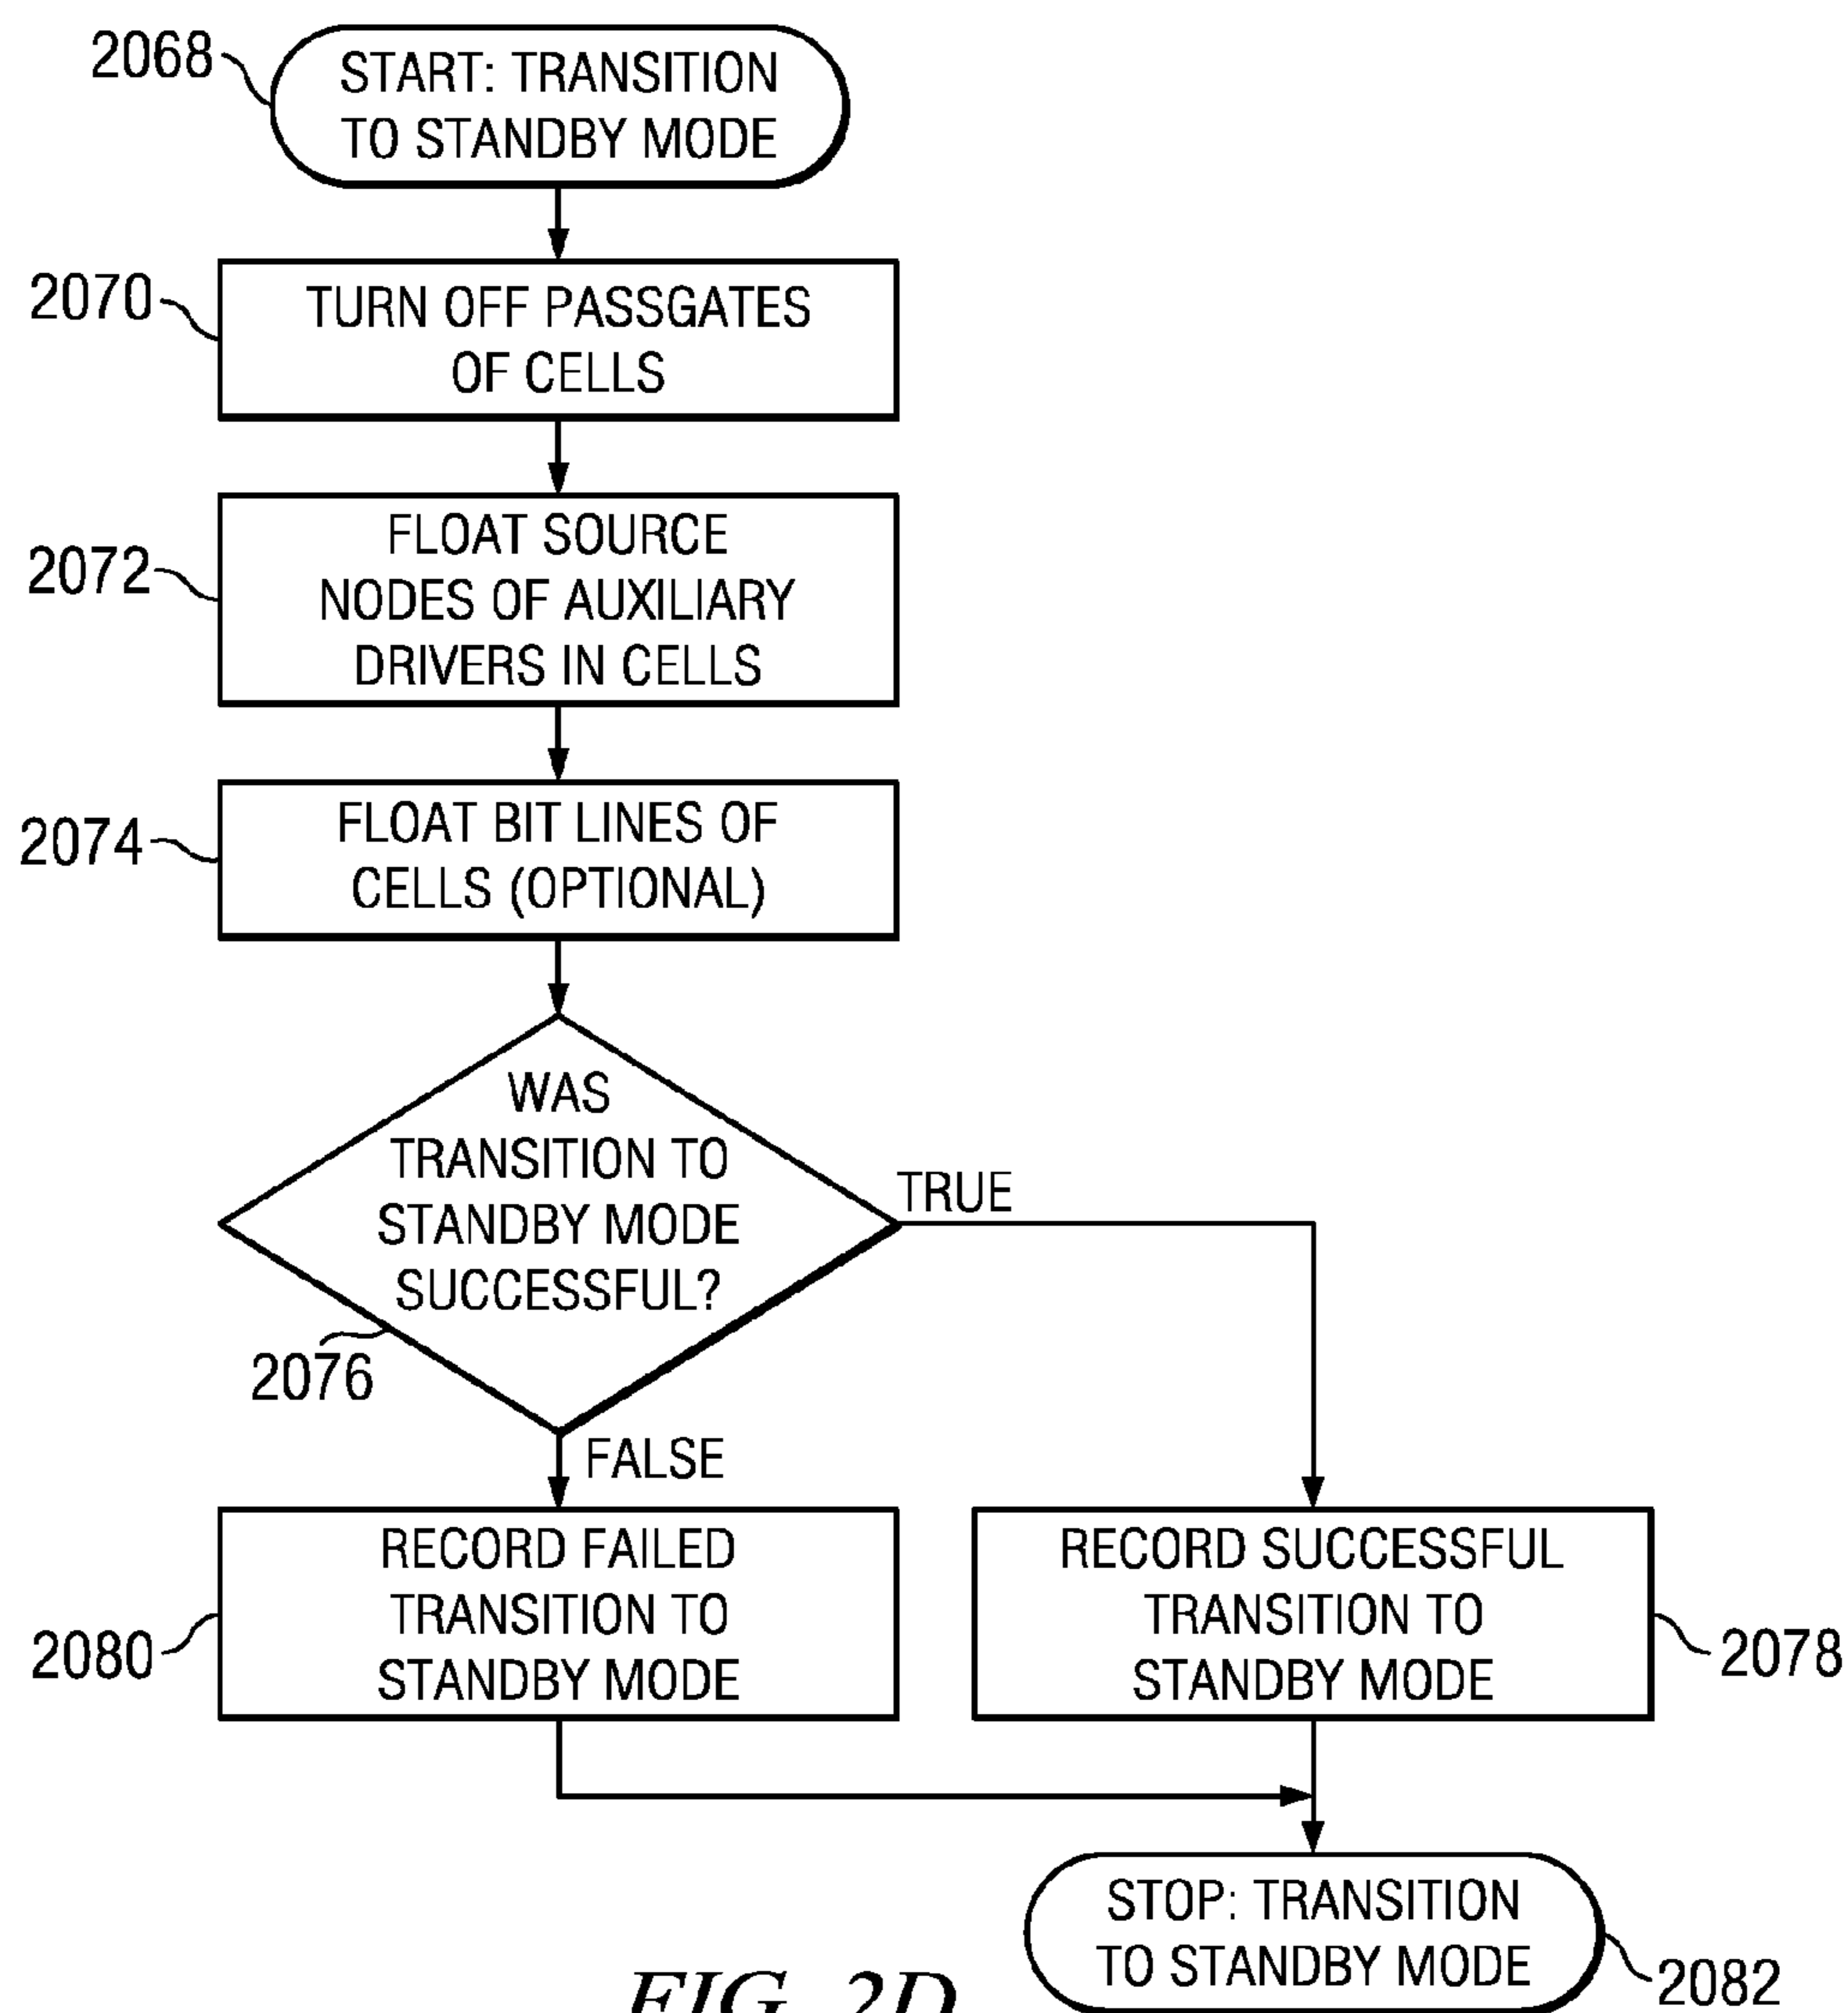 2068
START: TRANSITION
TO STANDBY MODE
2070
TURN OFF PASSGATES
OF CELLS
2072
FLOAT SOURCE
NODES OF AUXILIARY
DRIVERS IN CELLS
2074
FLOAT BIT LINES OF
CELLS (OPTIONAL)
WAS
TRANSITION TO
STANDBY MODE
SUCCESSFUL?
TRUE
2076
FALSE
RECORD FAILED
TRANSITION TO
STANDBY MODE
2080
RECORD SUCCESSFUL
TRANSITION TO
STANDBY MODE
2078
STOP: TRANSITION
TO STANDBY MODE
2082
FIG. 2D